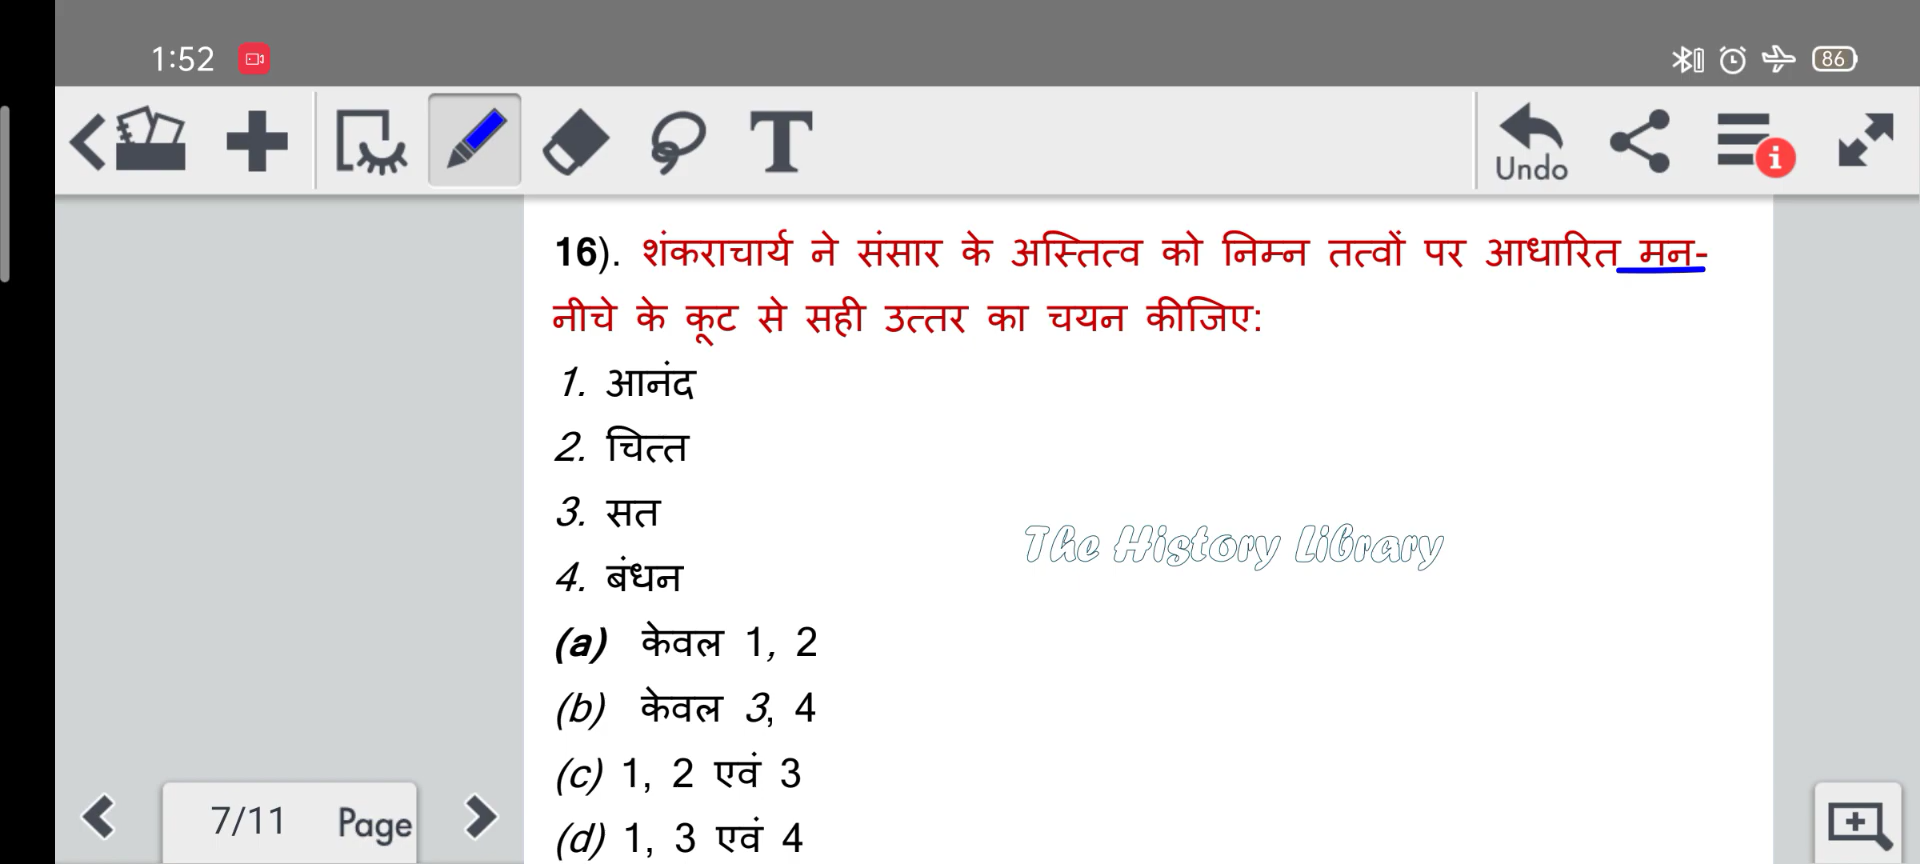 1:52
86
T
Undo
i
16). शंकराचार्य ने संसार के अस्तित्व को निम्न तत्वों पर आधारित मन-
नीचे के कूट से सही उत्तर का चयन कीजिए:
1. आनंद
2. चित्त
3. सत
The History Library
4. बंधन
(a) केवल 1, 2
(b) केवल 3, 4
(c) 1, 2 एवं 3
(d) 1, 3 एवं 4
7/11 Page